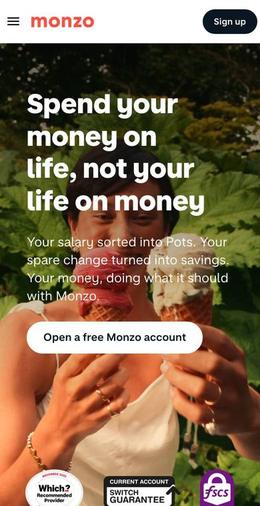 monzo
Sign up
Spend your
money on
life, not your
life on money
Your salary sorted into Pots. Your
spare change turned into savings.
Your money, doing what it should
with Monzo.
Open a free Monzo account
Which?
Recommended
Provider
CURRENT ACCOUNT
SWITCH
GUARANTEE
FSCS